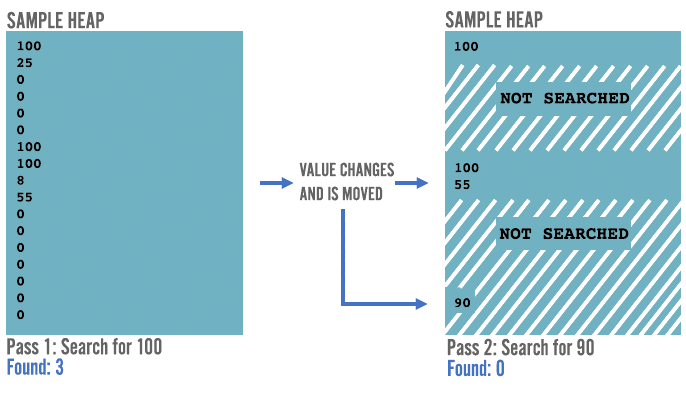 SAMPLE HEAP
100
25
0
0
0
0
100
100
8
55
0
0
0
0
0
0
0
Pass 1: Search for 100
Found: 3
VALUE CHANGES
AND IS MOVED
SAMPLE HEAP
100
NOT SEARCHED
100
55
NOT SEARCHED
90
Pass 2: Search for 90
Found: 0